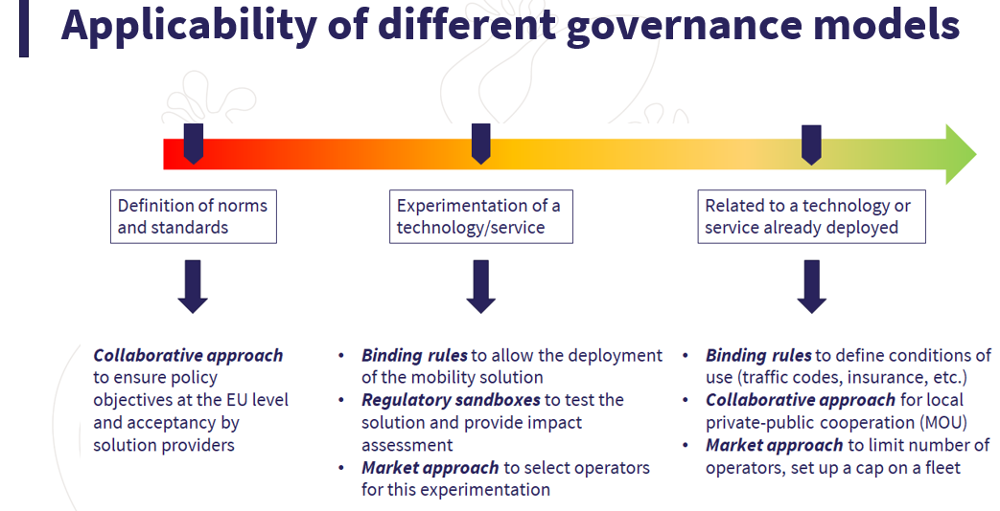 Applicability of different governance models
Definition of norms
and standards
Experimentation of a
technology/service
Related to a technology or
service already deployed
Collaborative approach
to ensure policy
objectives at the EU level
and acceptancy by
solution providers
• Binding rules to allow the deployment
of the mobility solution
• Regulatory sandboxes to test the
solution and provide impact
assessment
• Market approach to select operators
for this experimentation
• Binding rules to define conditions of
use (traffic codes, insurance, etc.)
• Collaborative approach for local
private-public cooperation (MOU)
• Market approach to limit number of
operators, set up a cap on a fleet